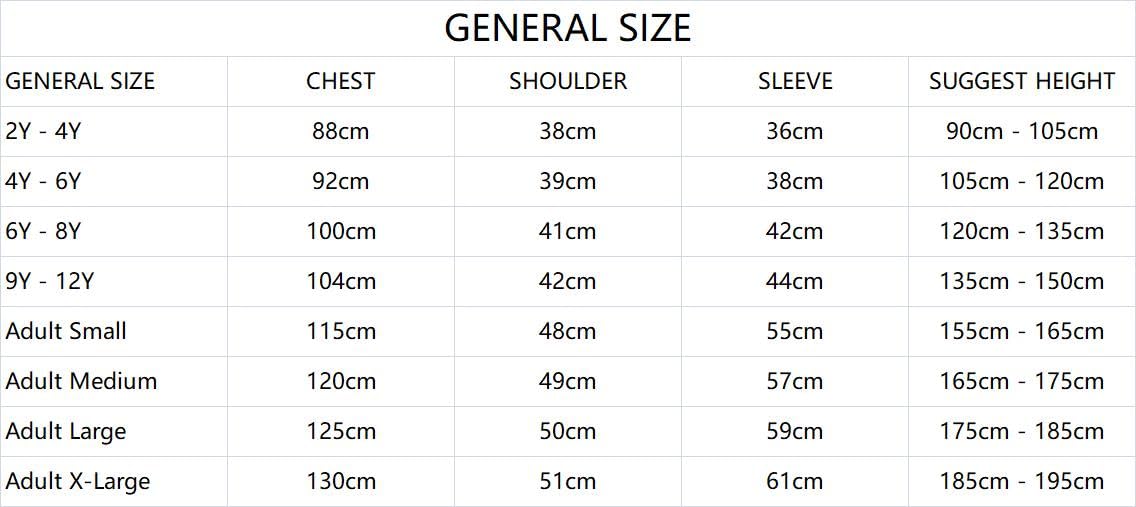 GENERAL SIZE
GENERAL SIZE CHEST SHOULDER SLEEVE SUGGEST HEIGHT
2Y - 4Y 88cm 38cm 36cm 90cm - 105cm
4Y - 6Y 92cm 39cm 38cm 105cm - 120cm
6Y - 8Y 100cm 41cm 42cm 120cm - 135cm
9Y - 12Y 104cm 42cm 44cm 135cm - 150cm
Adult Small 115cm 48cm 55cm 155cm - 165cm
Adult Medium 120cm 49cm 57cm 165cm - 175cm
Adult Large 125cm 50cm 59cm 175cm - 185cm
Adult X-Large 130cm 51cm 61cm 185cm - 195cm